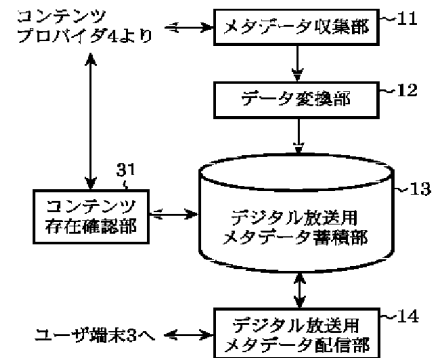 コンテンツ
プロバイダ4より
メタデータ収集部
11
データ変換部
12
31
コンテンツ
存在確認部
デジタル放送用
メタデータ蓄積部
13
ユーザ端末3へ
デジタル放送用
メタデータ配信部
14